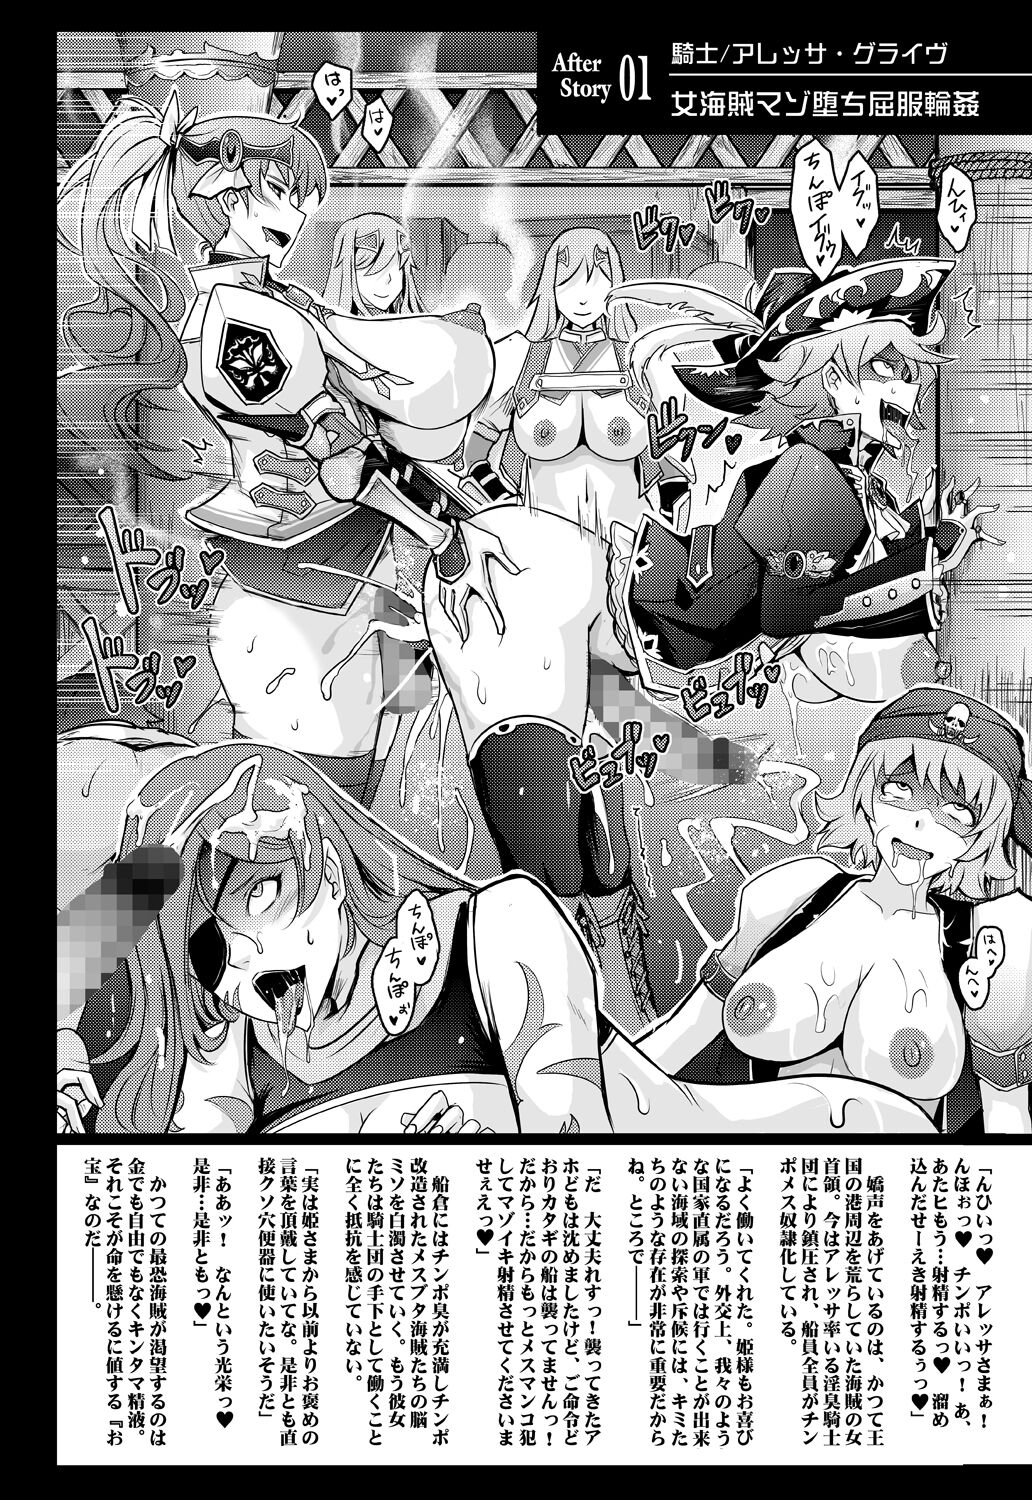 After
Story
01
騎士/アレッサ・グライヴ
女海賊マゾ堕ち屈服輪姦
はっ♥
は♥
んひィ♥
イグッ♥
ちんぽイグゥ♥
ビクッ♥
ビクッ♥
ビクンッ♥
ドブッ♥
ドブッ♥
ビュブッ♥
ビュブッ♥
ちんぽ♥
ちんぽぉ♥
はへ♥
んへ♥
「んひいっ♥　アレッサさまぁ！
んほぉっ♥　チンポいいっ！あ、
あたヒもう…射精するっ♥　溜め
込んだせーえき射精するぅっ♥」
　嬌声をあげているのは、かつて王
国の港周辺を荒らしていた海賊の女
首領。今はアレッサ率いる淫臭騎士
団により鎮圧され、船員全員がチン
ポメス奴隷化している。
「よく働いてくれた。姫様もお喜び
になるだろう。外交上、我々のよう
な国家直属の軍では行くことが出来
ない海域の探索や斥候には、キミた
ちのような存在が非常に重要だから
ね。ところで――」
「だ　大丈夫れすっ！襲ってきたア
ホどもは沈めましたけど、ご命令ど
おりカタギの船は襲ってませんっ！
だから…だからもっとメスマンコ犯
してマゾイキ射精させてくださいま
せぇえっ♥」
　船倉にはチンポ臭が充満しチンポ
改造されたメスブタ海賊たちの脳
ミソを白濁させていく。もう彼女
たちは騎士団の手下として働くこと
に全く抵抗を感じていない。
「実は姫さまから以前よりお褒めの
言葉を頂戴していてな。是非とも直
接クソ穴便器に使いたいそうだ」
「ああッ！　なんという光栄っ♥
是非…是非ともっ♥」
　かつての最恐海賊が渇望するのは
金でも自由でもなくキンタマ精液。
それこそが命を懸けるに値する『お
宝』なのだ――。